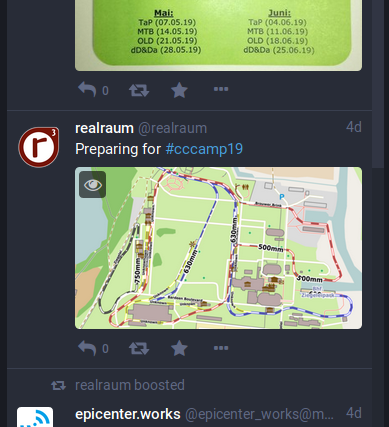 Mai:
Juni:
TaP (07.05.19)
TaP (04.06.19)
MTB (14.05.19)
MTB (11.06.19)
OLD (21.05.19)
OLD (18.06.19)
dD&Da (28.05.19)
dD&Da (25.06.19)
0
r3
realraum @realraum
4d
Preparing for #cccamp19
P
750mm
630mm
630mm
500mm
300mm
Ziegeleipark
0
realraum boosted
epicenter.works @epicenter_works@m...
4d